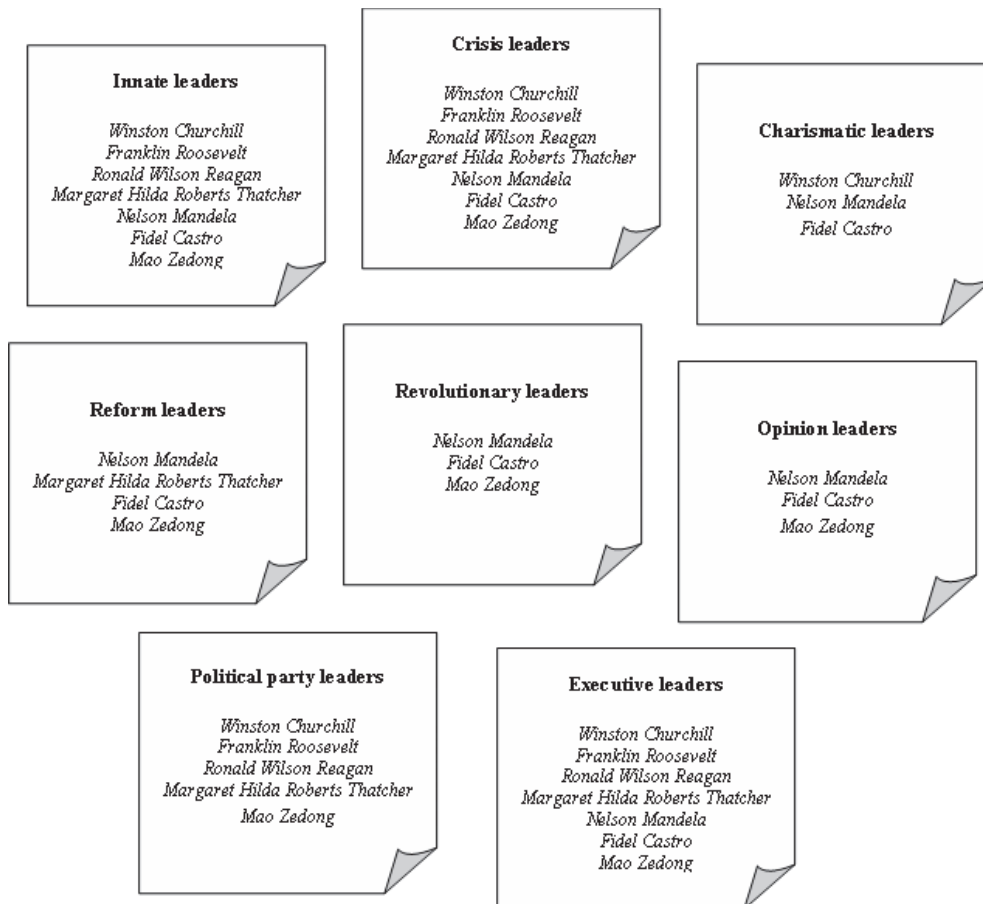 Innate leaders
Winston Churchill
Franklin Roosevelt
Ronald Wilson Reagan
Margaret Hilda Roberts Thatcher
Nelson Mandela
Fidel Castro
Mao Zedong
Crisis leaders
Winston Churchill
Franklin Roosevelt
Ronald Wilson Reagan
Margaret Hilda Roberts Thatcher
Nelson Mandela
Fidel Castro
Mao Zedong
Charismatic leaders
Winston Churchill
Nelson Mandela
Fidel Castro
Reform leaders
Nelson Mandela
Margaret Hilda Roberts Thatcher
Fidel Castro
Mao Zedong
Revolutionary leaders
Nelson Mandela
Fidel Castro
Mao Zedong
Opinion leaders
Nelson Mandela
Fidel Castro
Mao Zedong
Political party leaders
Winston Churchill
Franklin Roosevelt
Ronald Wilson Reagan
Margaret Hilda Roberts Thatcher
Mao Zedong
Executive leaders
Winston Churchill
Franklin Roosevelt
Ronald Wilson Reagan
Margaret Hilda Roberts Thatcher
Nelson Mandela
Fidel Castro
Mao Zedong